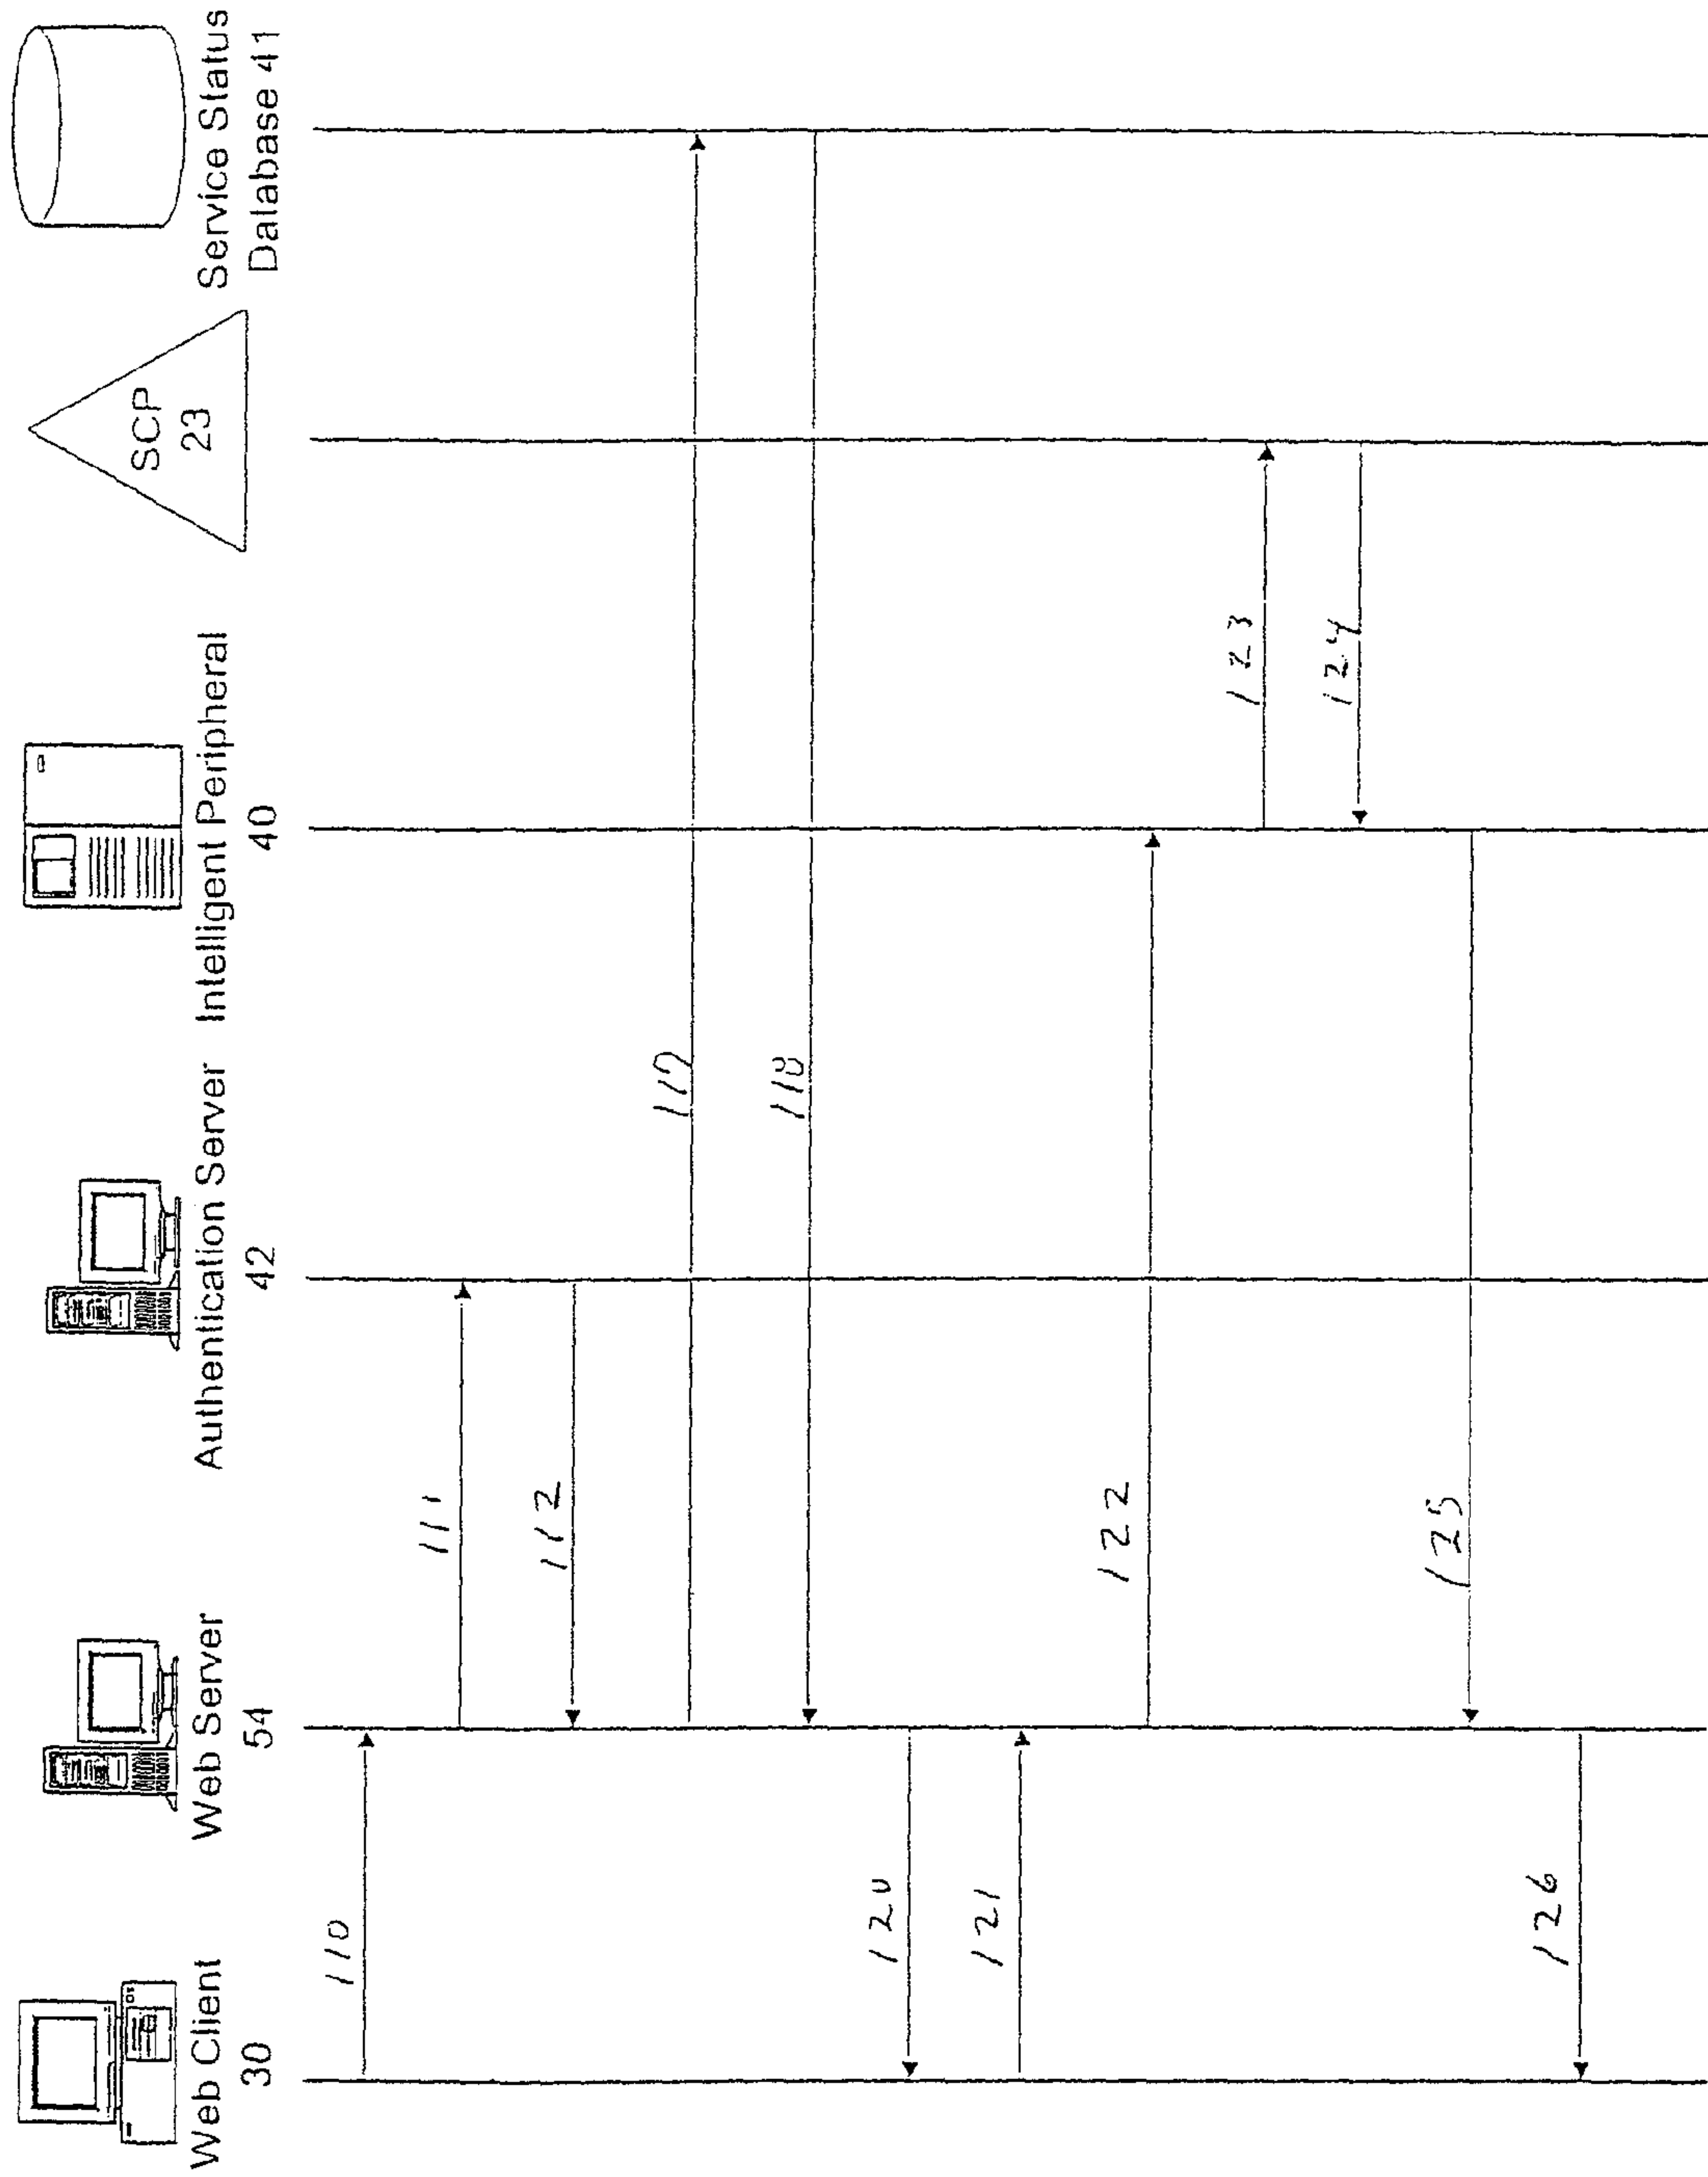 Web Client
30
Web Server
54
Authentication Server
42
Intelligent Peripheral
40
SCP
23
Service Status
Database 41
110
111
112
117
118
120
121
122
123
124
125
126